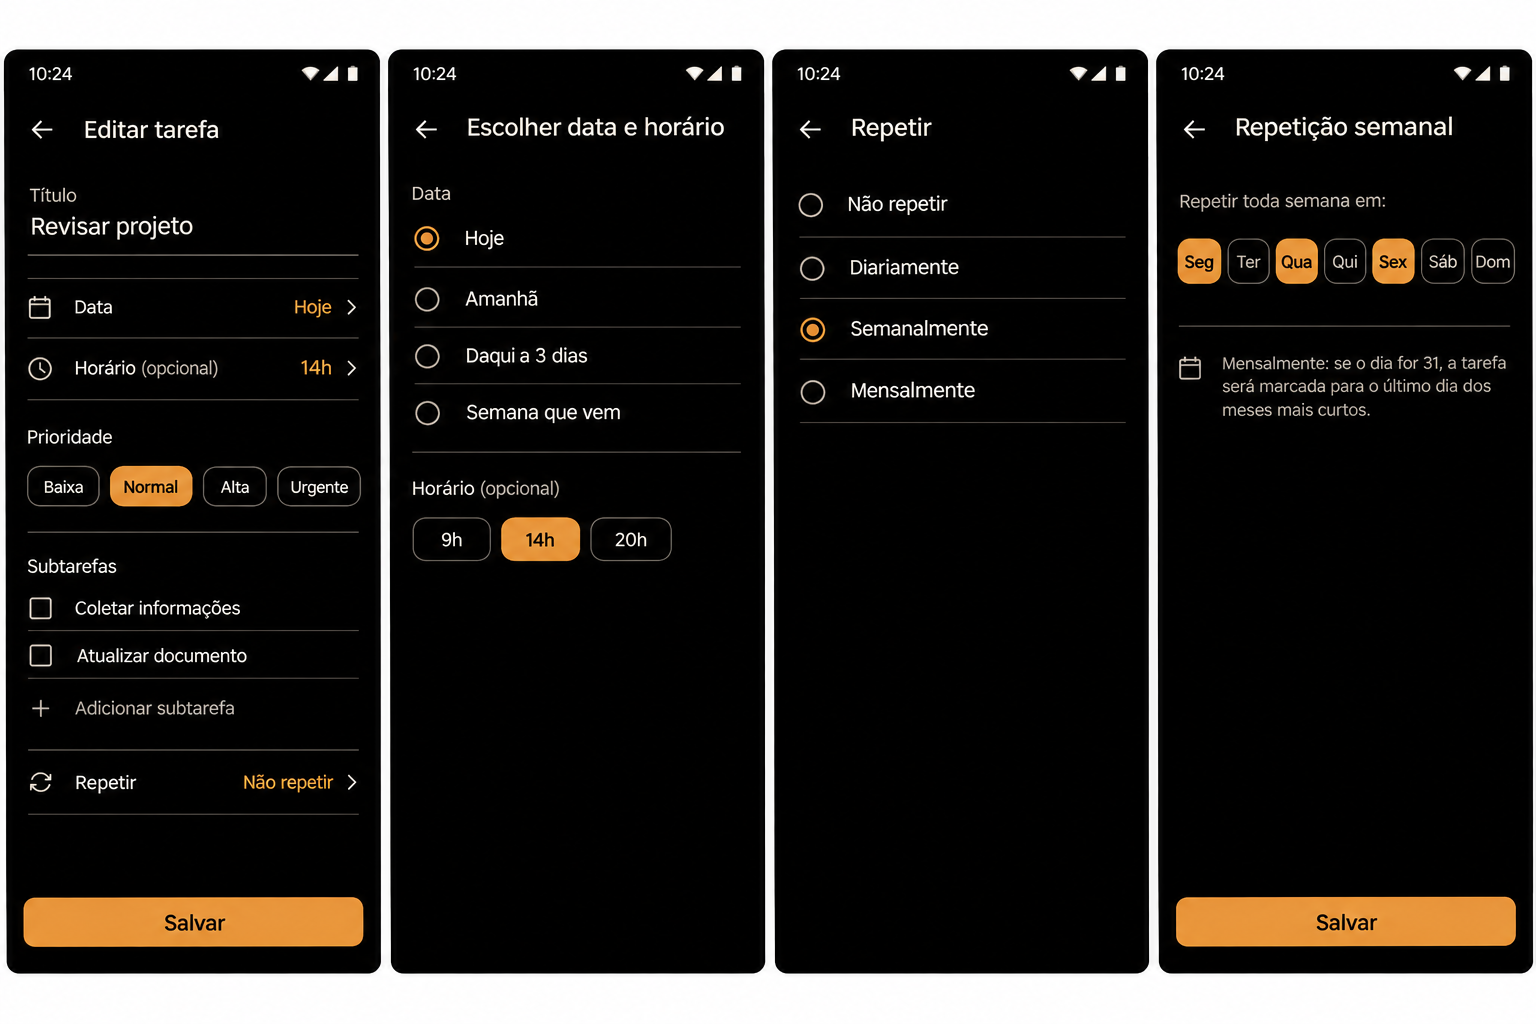 10:24
Editar tarefa
Título
Revisar projeto
Data Hoje
Horário (opcional) 14h
Prioridade
Baixa Normal Alta Urgente
Subtarefas
Coletar informações
Atualizar documento
Adicionar subtarefa
Repetir Não repetir
Salvar
10:24
Escolher data e horário
Data
Hoje
Amanhã
Daqui a 3 dias
Semana que vem
Horário (opcional)
9h 14h 20h
10:24
Repetir
Não repetir
Diariamente
Semanalmente
Mensalmente
10:24
Repetição semanal
Repetir toda semana em:
Seg Ter Qua Qui Sex Sáb Dom
Mensalmente: se o dia for 31, a tarefa
será marcada para o último dia dos
meses mais curtos.
Salvar